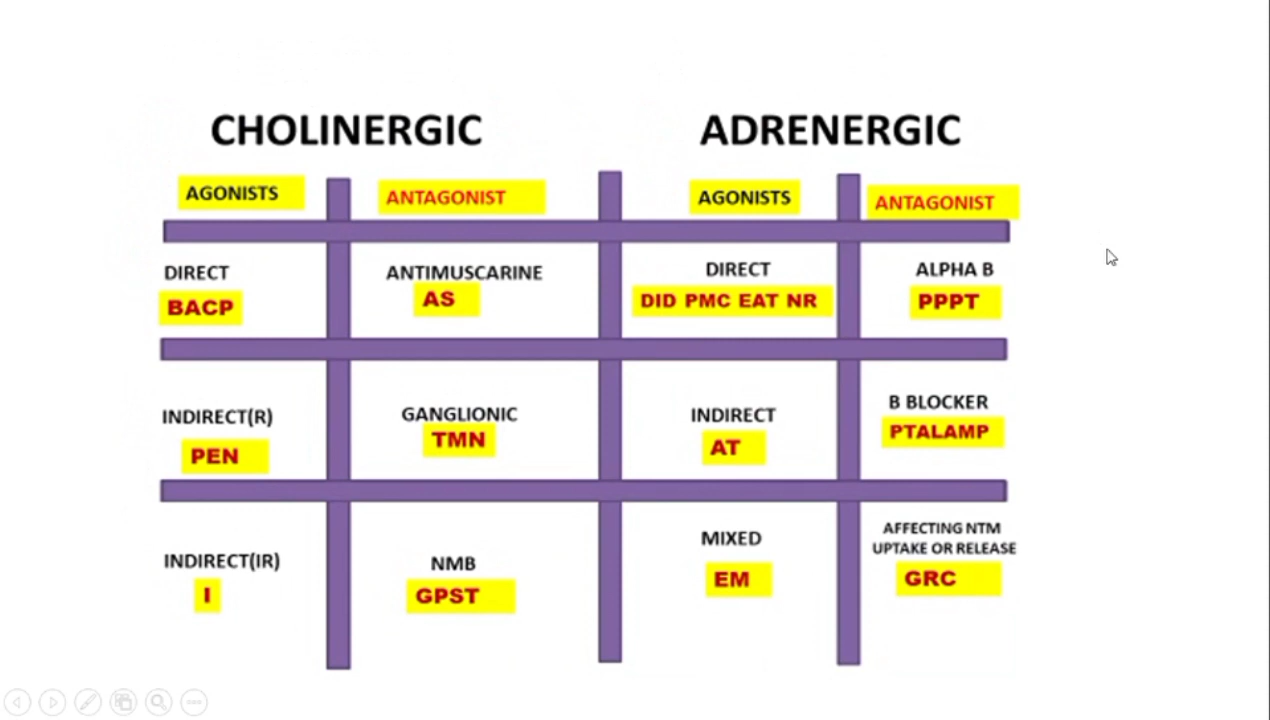 CHOLINERGIC
ADRENERGIC
AGONISTS
ANTAGONIST
AGONISTS
ANTAGONIST
DIRECT
BACP
ANTIMUSCARINE
AS
DIRECT
DID PMC EAT NR
ALPHA B
PPPT
INDIRECT(R)
PEN
GANGLIONIC
TMN
INDIRECT
AT
B BLOCKER
PTALAMP
INDIRECT(IR)
I
NMB
GPST
MIXED
EM
AFFECTING NTM
UPTAKE OR RELEASE
GRC